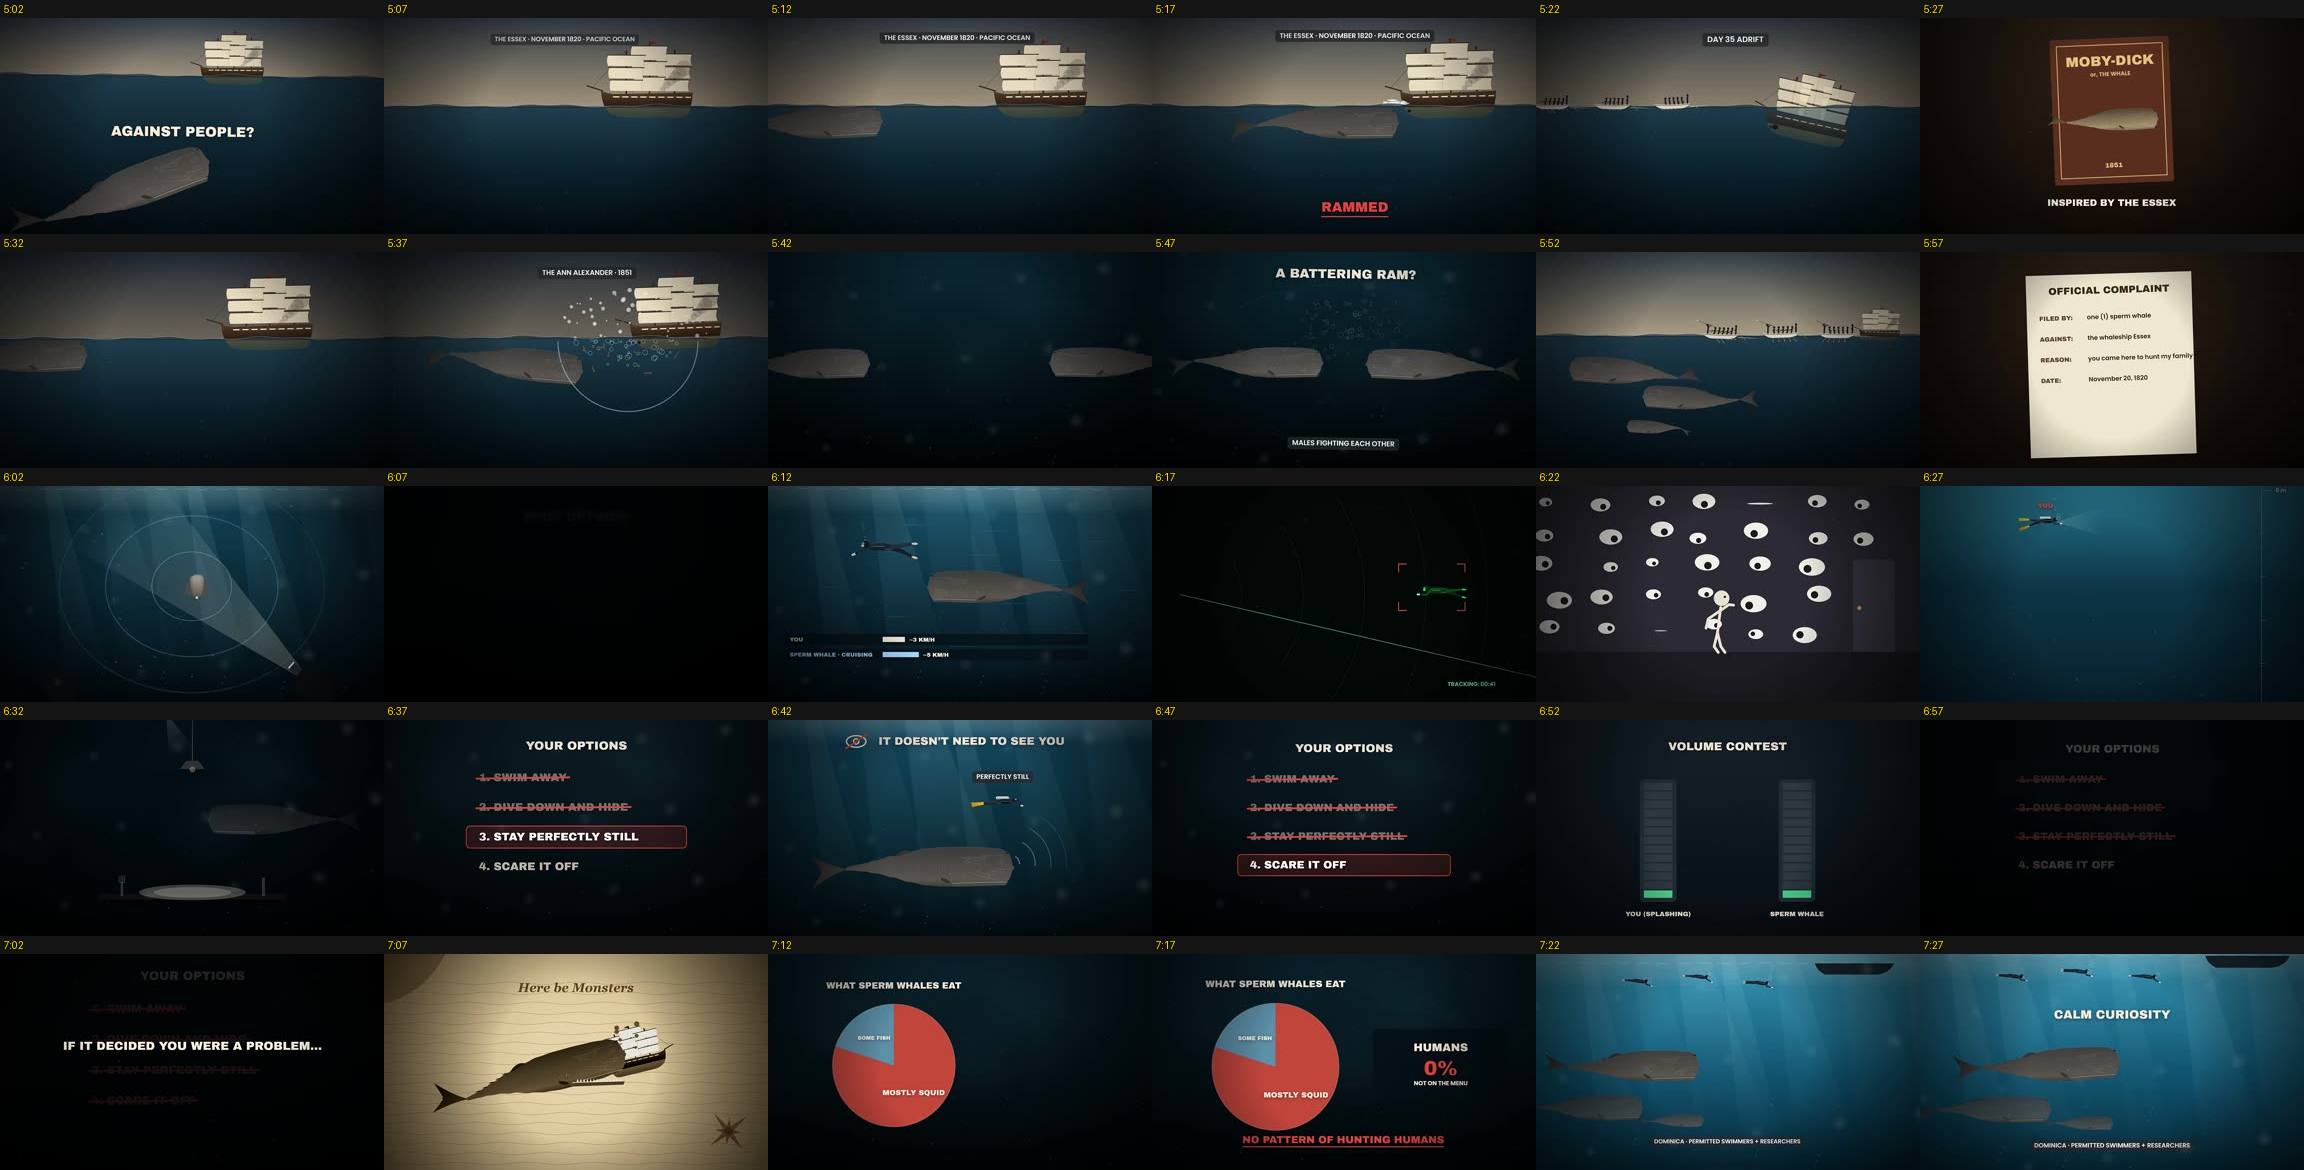 5:02
AGAINST PEOPLE?
5:07
THE ESSEX · NOVEMBER 1820 · PACIFIC OCEAN
5:12
THE ESSEX · NOVEMBER 1820 · PACIFIC OCEAN
5:17
THE ESSEX · NOVEMBER 1820 · PACIFIC OCEAN
RAMMED
5:22
DAY 35 ADRIFT
5:27
MOBY-DICK
or, THE WHALE
1851
INSPIRED BY THE ESSEX
5:32
5:37
THE ANN ALEXANDER · 1851
5:42
5:47
A BATTERING RAM?
MALES FIGHTING EACH OTHER
5:52
5:57
OFFICIAL COMPLAINT
FILED BY: one (1) sperm whale
AGAINST: the whaleship Essex
REASON: you came here to hunt my family
DATE: November 20, 1820
6:02
6:07
6:12
YOU ~3 KM/H
SPERM WHALE · CRUISING ~5 KM/H
6:17
TRACKING: 00:41
6:22
6:27
YOU
0 m
6:32
6:37
YOUR OPTIONS
1. SWIM AWAY
2. DIVE DOWN AND HIDE
3. STAY PERFECTLY STILL
4. SCARE IT OFF
6:42
IT DOESN'T NEED TO SEE YOU
PERFECTLY STILL
6:47
YOUR OPTIONS
1. SWIM AWAY
2. DIVE DOWN AND HIDE
3. STAY PERFECTLY STILL
4. SCARE IT OFF
6:52
VOLUME CONTEST
YOU (SPLASHING)
SPERM WHALE
6:57
YOUR OPTIONS
1. SWIM AWAY
2. DIVE DOWN AND HIDE
3. STAY PERFECTLY STILL
4. SCARE IT OFF
7:02
YOUR OPTIONS
1. SWIM AWAY
IF IT DECIDED YOU WERE A PROBLEM...
3. STAY PERFECTLY STILL
4. SCARE IT OFF
7:07
Here be Monsters
7:12
WHAT SPERM WHALES EAT
SOME FISH
MOSTLY SQUID
7:17
WHAT SPERM WHALES EAT
SOME FISH
MOSTLY SQUID
HUMANS
0%
NOT ON THE MENU
NO PATTERN OF HUNTING HUMANS
7:22
DOMINICA · PERMITTED SWIMMERS + RESEARCHERS
7:27
CALM CURIOSITY
DOMINICA · PERMITTED SWIMMERS + RESEARCHERS